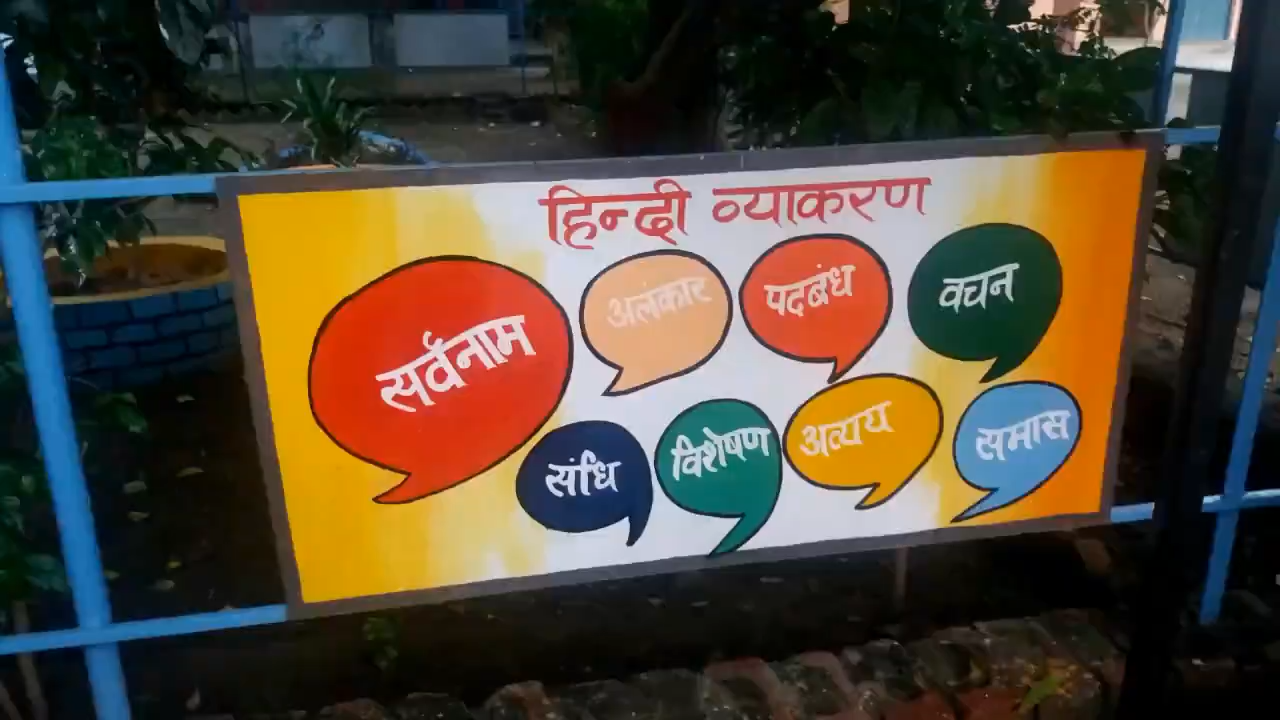 हिन्दी व्याकरण
सर्वनाम
अलंकार
पदबंध
वचन
संधि
विशेषण
अव्यय
समास